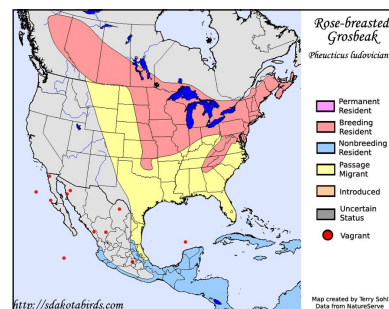 Rose-breasted
Grosbeak
Pheucticus ludovician
Permanent
Resident
Breeding
Resident
Nonbreeding
Resident
Passage
Migrant
Introduced
Uncertain
Status
Vagrant
http://sdakotabirds.com
Map created by Terry Sohl
Data from NatureServe